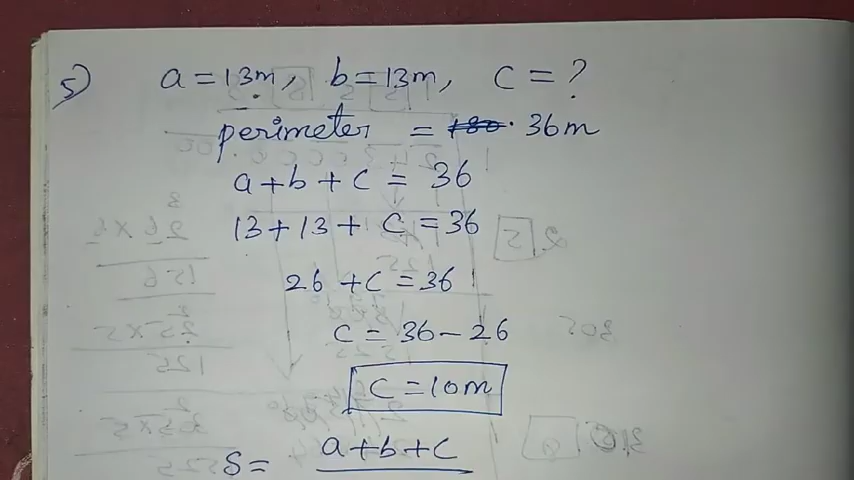 5) a = 13m, b = 13m, c = ?
perimeter = 180. 36m
a + b + c = 36
13 + 13 + c = 36
26 + c = 36
c = 36 - 26
c = 10m
S = a + b + c